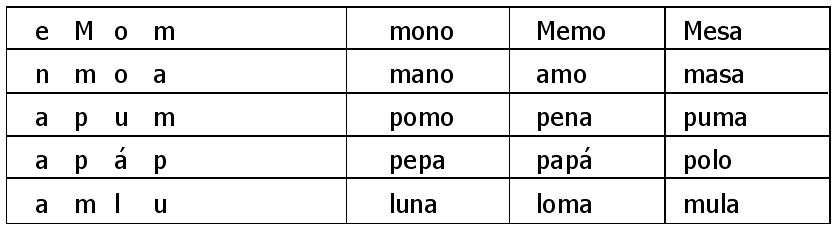 e M o m mono Memo Mesa
n m o a mano amo masa
a p u m pomo pena puma
a p á p pepa papá polo
a m l u luna loma mula